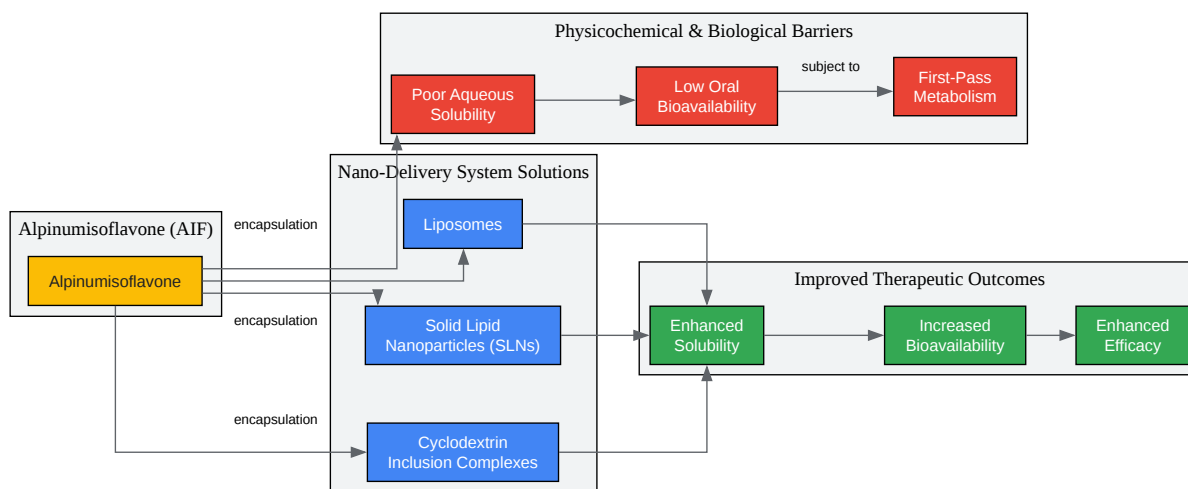 Physicochemical & Biological Barriers
Poor Aqueous
Solubility
Low Oral
Bioavailability
subject to
First-Pass
Metabolism
Nano-Delivery System Solutions
Alpinumisoflavone (AIF)
Alpinumisoflavone
encapsulation
Liposomes
encapsulation
Solid Lipid
Nanoparticles (SLNs)
encapsulation
Cyclodextrin
Inclusion Complexes
Improved Therapeutic Outcomes
Enhanced
Solubility
Increased
Bioavailability
Enhanced
Efficacy